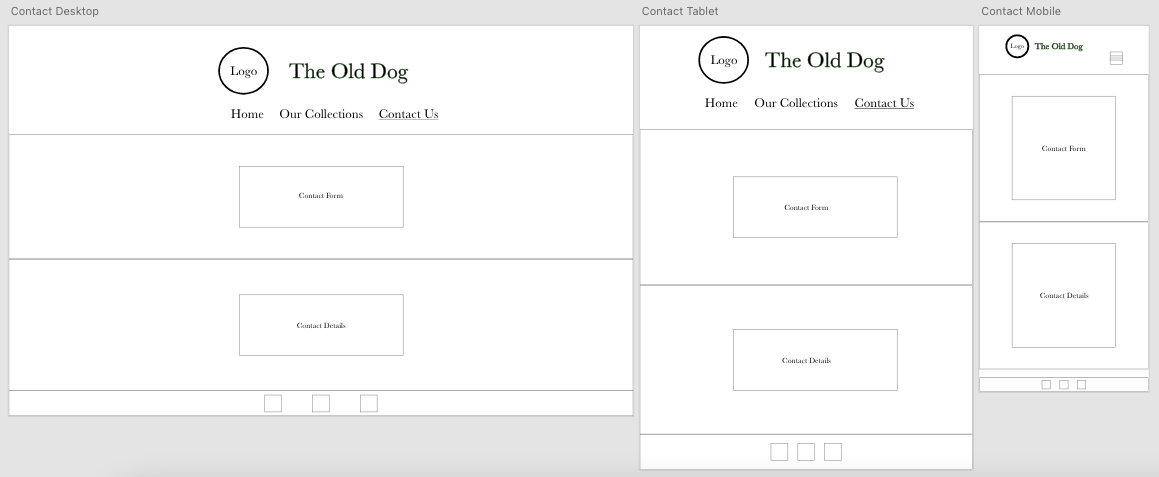 Contact Desktop
Logo
The Old Dog
Home Our Collections Contact Us
Contact Form
Contact Details
Contact Tablet
Logo
The Old Dog
Home Our Collections Contact Us
Contact Form
Contact Details
Contact Mobile
Logo
The Old Dog
Contact Form
Contact Details